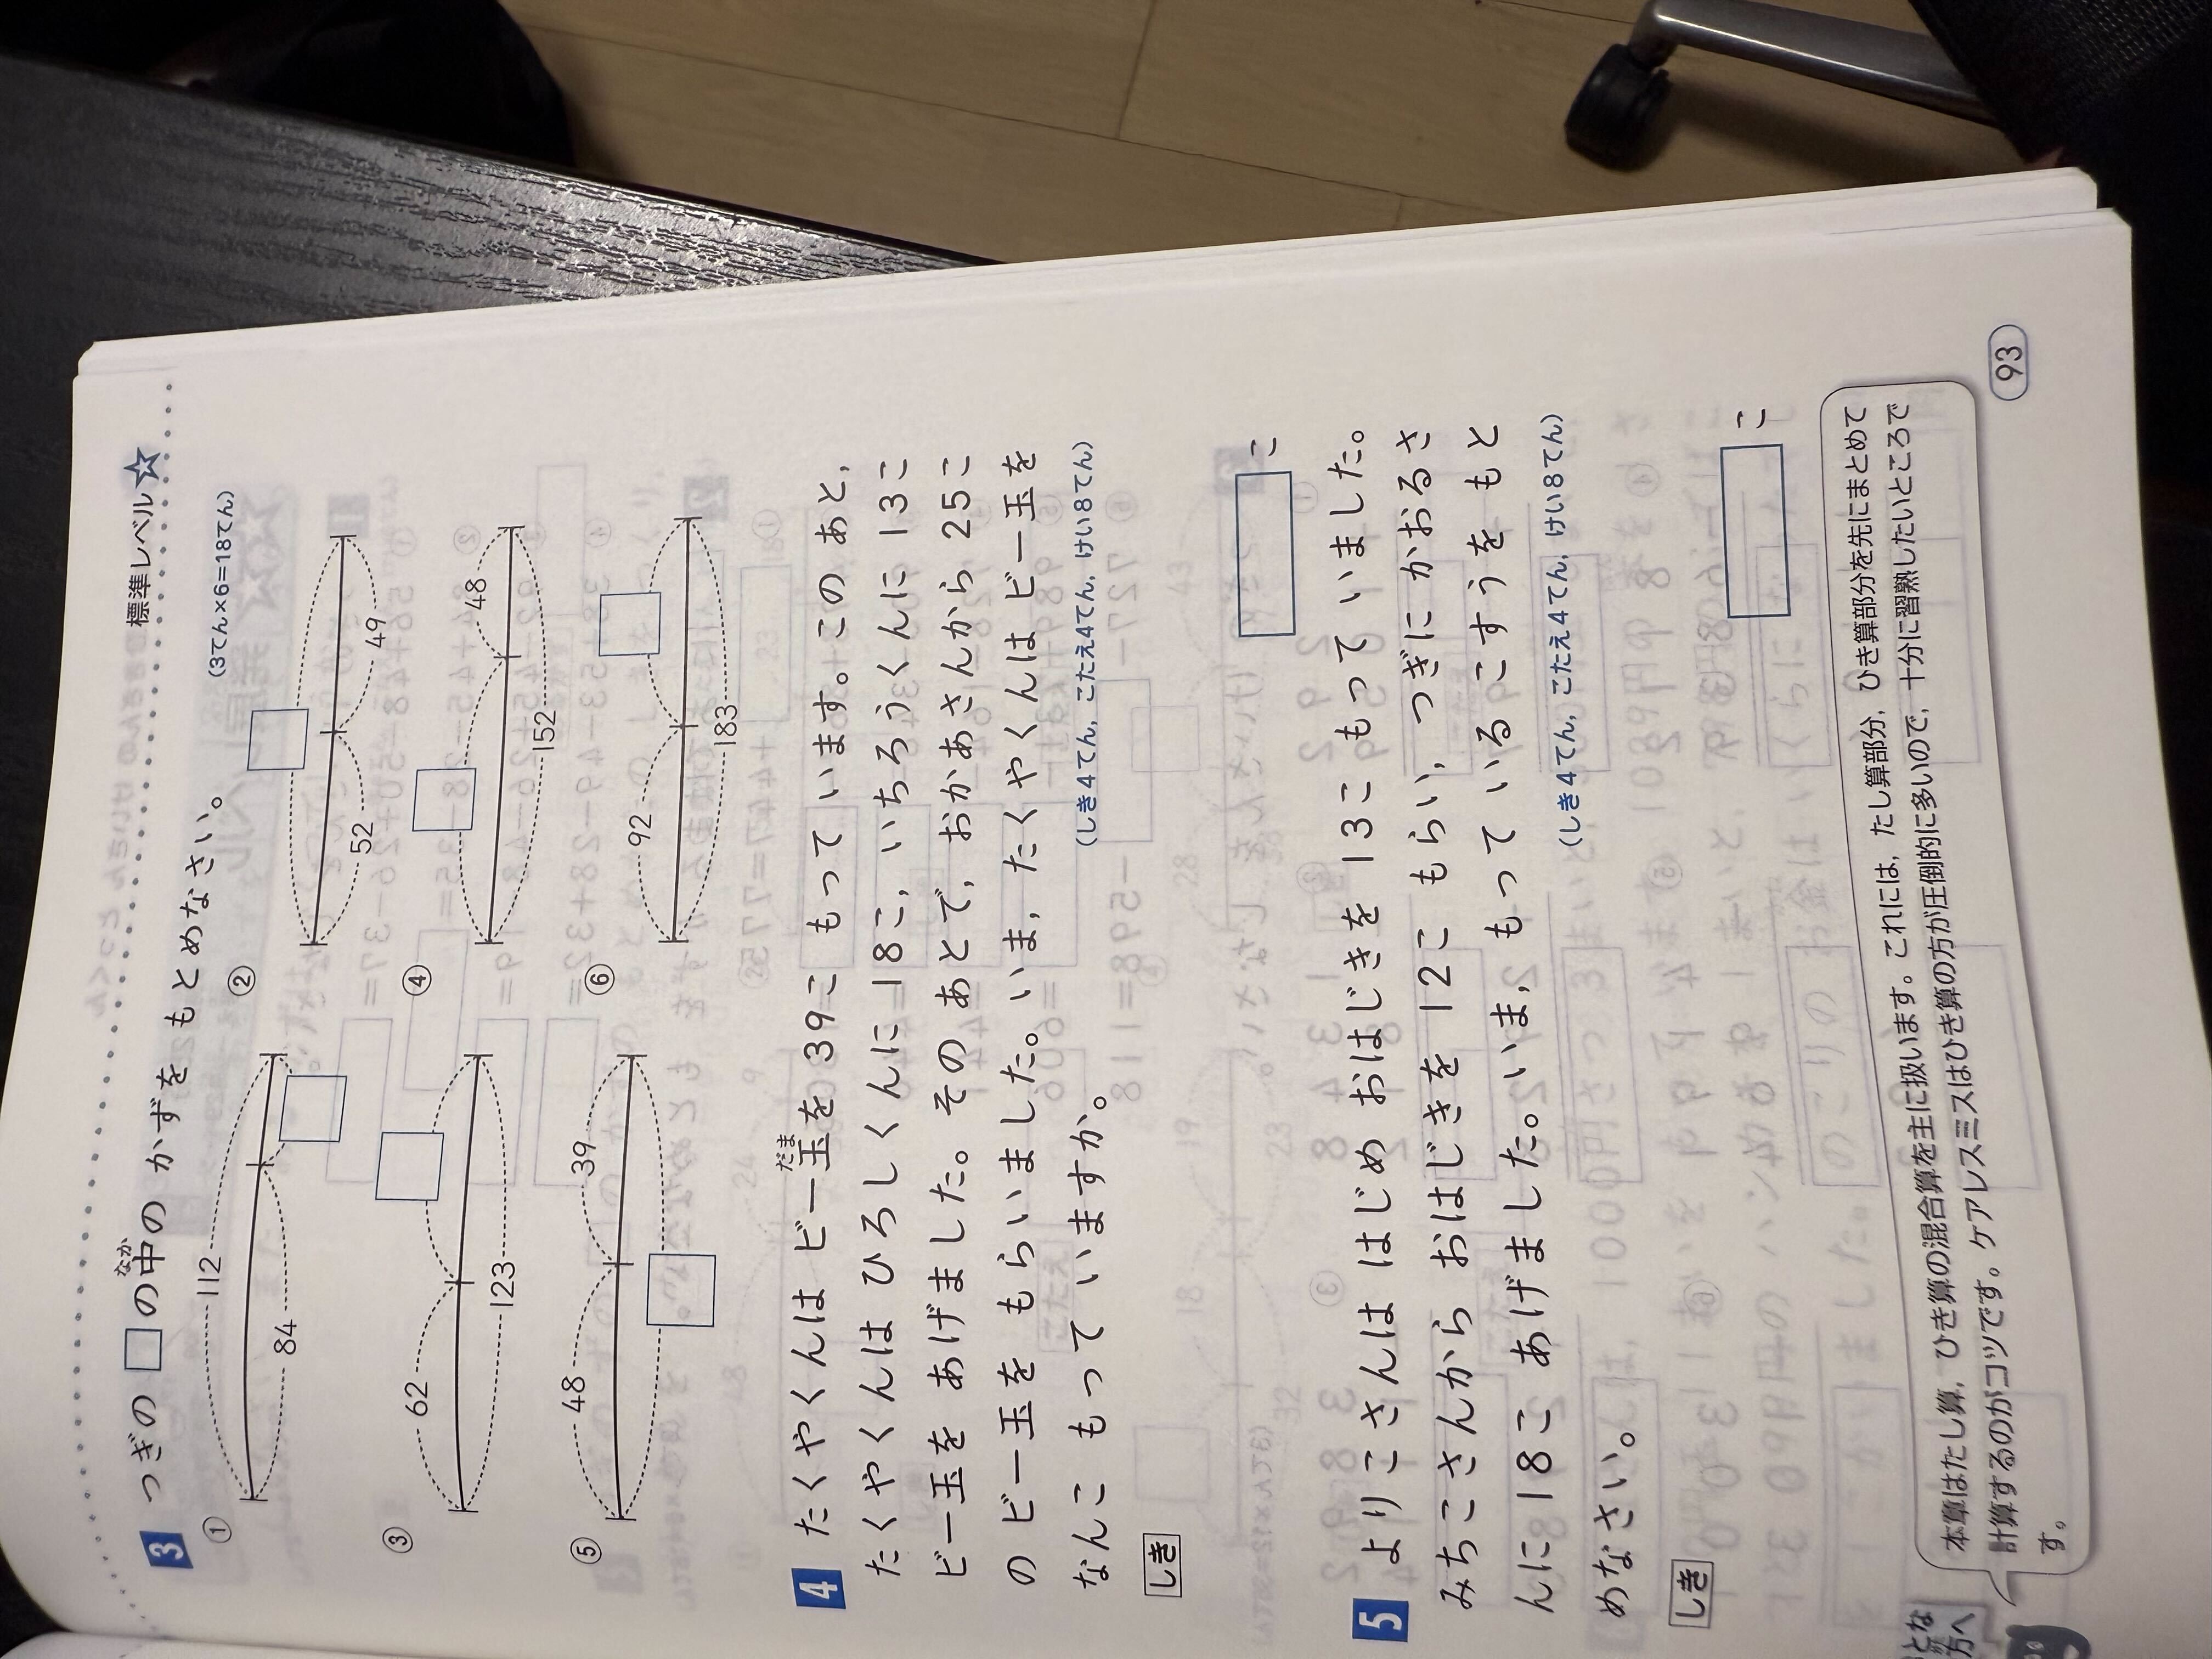 標準レベル☆
3 つぎの □の中の かずを もとめなさい。
なか
(3てん×6=18てん)
① 112 84
② 52 49
③ 62 123
④ 48 152
⑤ 48 39
⑥ 92 183
4 たくやくんは ビー玉を 39こ もって います。この あと,
だま
たくやくんは ひろしくんに 18こ, いちろうくんに 13こ
ビー玉を あげました。その あとで, おかあさんから 25こ
の ビー玉を もらいました。いま, たくやくんは ビー玉を
なんこ もって いますか。
(しき4てん, こたえ4てん, けい8てん)
しき
こ
5 よりこさんは はじめ おはじきを 13こ もって いました。
みちこさんから おはじきを 12こ もらい, つぎに かおるさ
んに 18こ あげました。いま, もって いる こすうを もと
めなさい。
(しき4てん, こたえ4てん, けい8てん)
しき
こ
方へ
本算はたし算, ひき算の混合算を主に扱います。これには, たし算部分, ひき算部分を先にまとめて
計算するのがコツです。ケアレスミスはひき算の方が圧倒的に多いので, 十分に習熟したいところで
す。
93